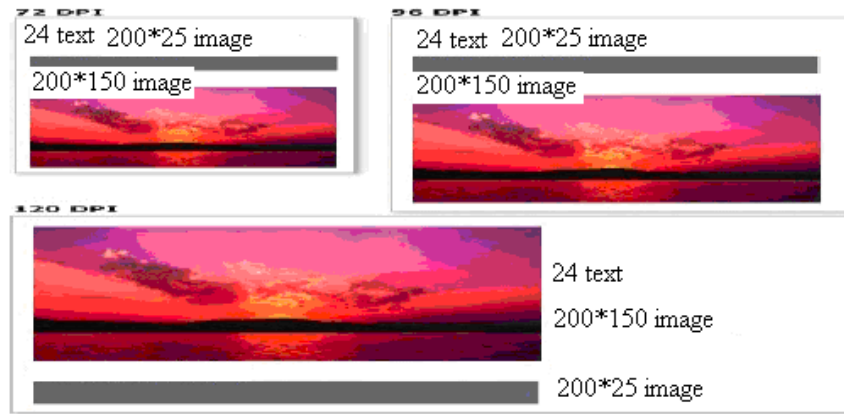 72 DPI
24 text 200*25 image
200*150 image
96 DPI
24 text 200*25 image
200*150 image
120 DPI
24 text
200*150 image
200*25 image